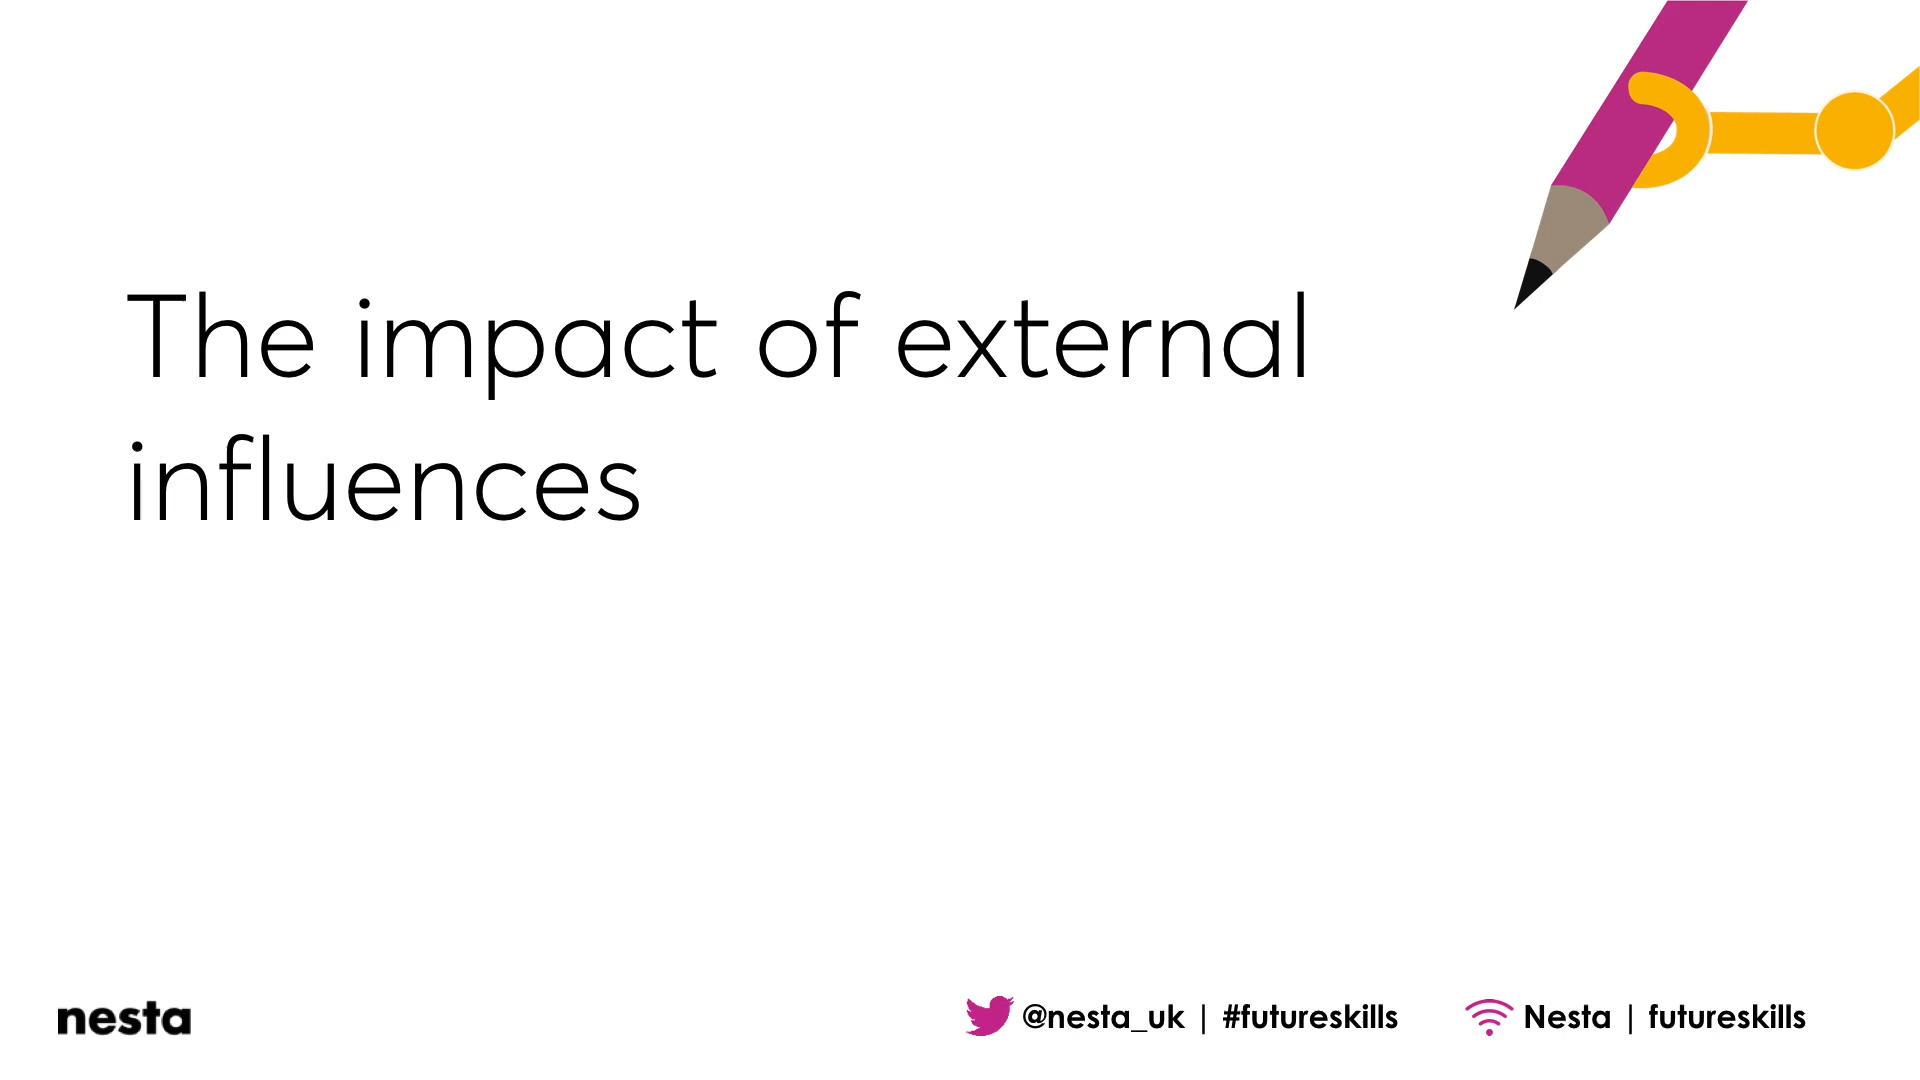 The impact of external
influences
nesta
@nesta_uk | #futureskills
Nesta | futureskills